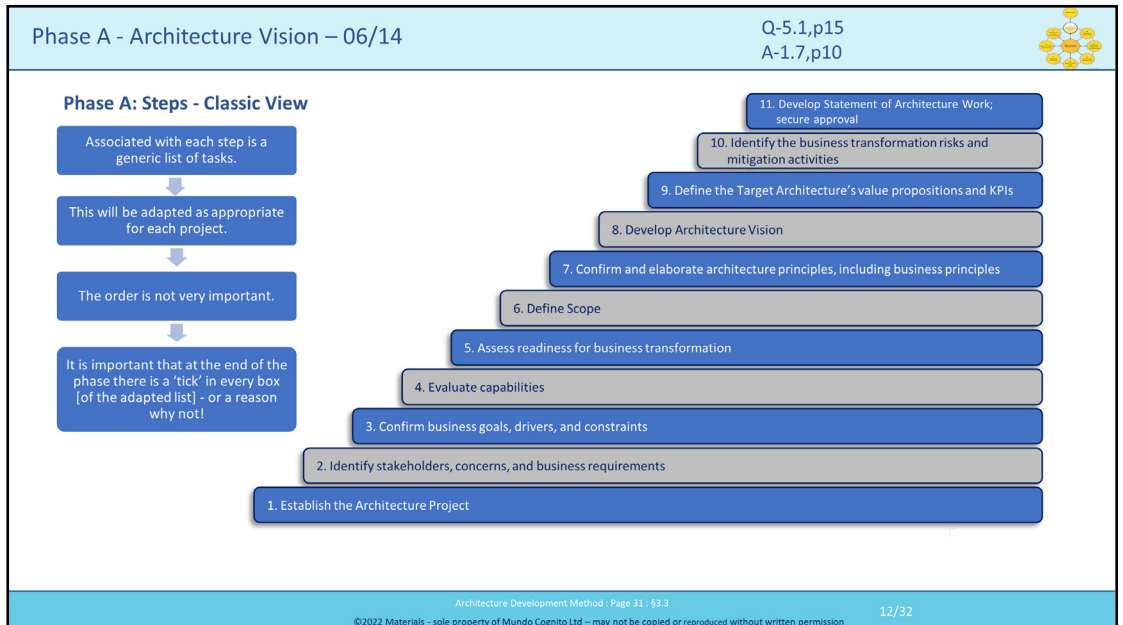 Phase A - Architecture Vision – 06/14
Q-5.1,p15
A-1.7,p10
Phase A: Steps - Classic View
Associated with each step is a
generic list of tasks.
This will be adapted as appropriate
for each project.
The order is not very important.
It is important that at the end of the
phase there is a ‘tick’ in every box
[of the adapted list] - or a reason
why not!
11. Develop Statement of Architecture Work;
secure approval
10. Identify the business transformation risks and
mitigation activities
9. Define the Target Architecture’s value propositions and KPIs
8. Develop Architecture Vision
7. Confirm and elaborate architecture principles, including business principles
6. Define Scope
5. Assess readiness for business transformation
4. Evaluate capabilities
3. Confirm business goals, drivers, and constraints
2. Identify stakeholders, concerns, and business requirements
1. Establish the Architecture Project
Architecture Development Method : Page 31 : §3.3
12/32
©2022 Materials - sole property of Mundo Cognito Ltd – may not be copied or reproduced without written permission